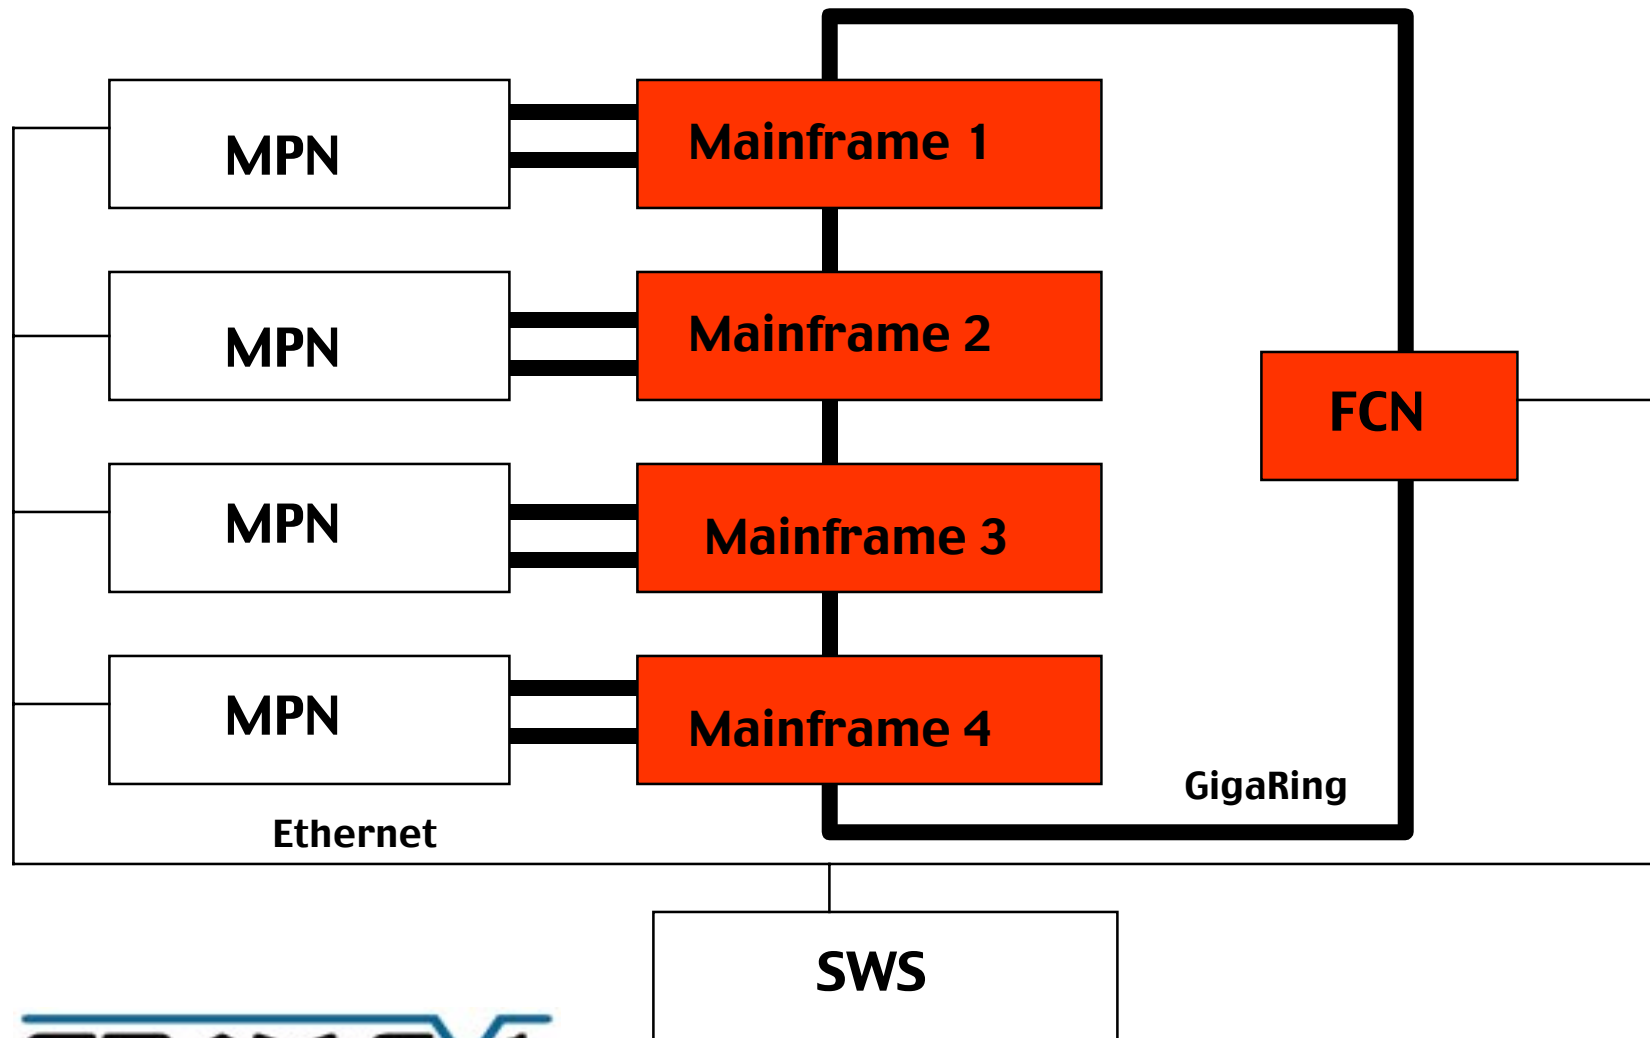 MPN
Mainframe 1
MPN
Mainframe 2
FCN
MPN
Mainframe 3
MPN
Mainframe 4
GigaRing
Ethernet
SWS